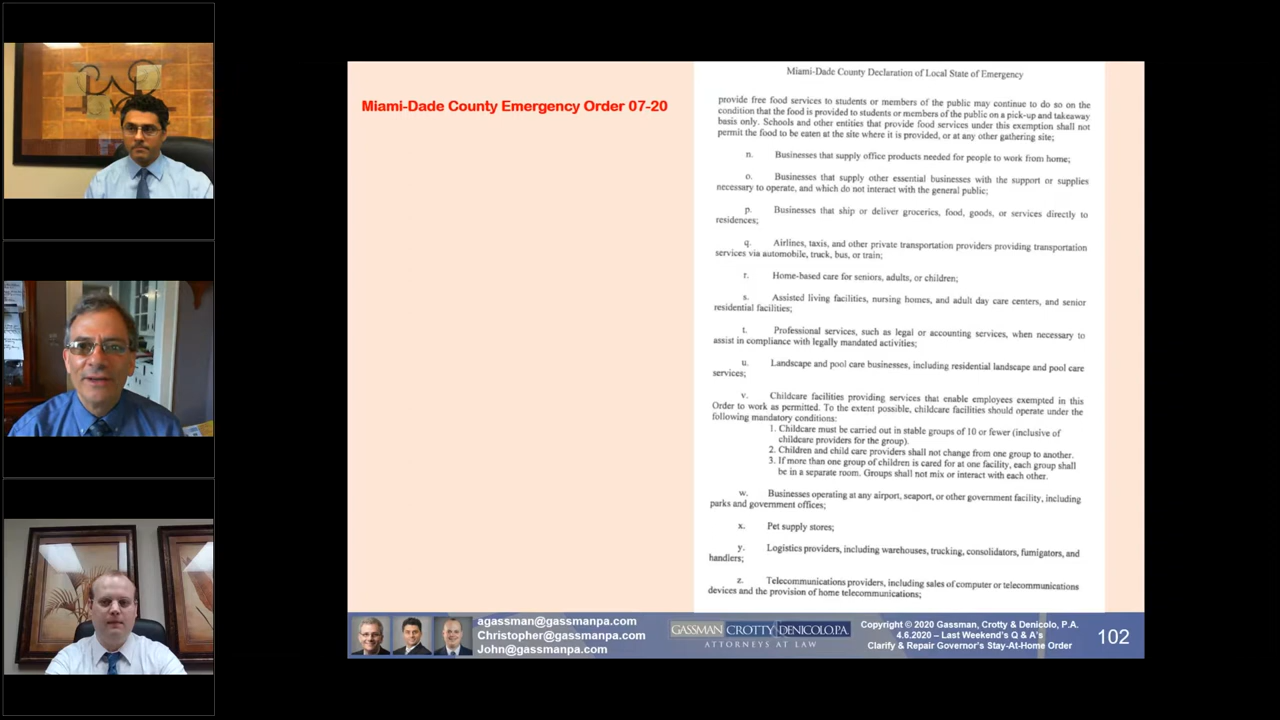 Miami-Dade County Emergency Order 07-20
Miami-Dade County Declaration of Local State of Emergency
provide free food services to students or members of the public may continue to do so on the
condition that the food is provided to students or members of the public on a pick-up and takeaway
basis only. Schools and other entities that provide food services under this exemption shall not
permit the food to be eaten at the site where it is provided, or at any other gathering site;
n. Businesses that supply office products needed for people to work from home;
o. Businesses that supply other essential businesses with the support or supplies
necessary to operate, and which do not interact with the general public;
p. Businesses that ship or deliver groceries, food, goods, or services directly to
residences;
q. Airlines, taxis, and other private transportation providers providing transportation
services via automobile, truck, bus, or train;
r. Home-based care for seniors, adults, or children;
s. Assisted living facilities, nursing homes, and adult day care centers, and senior
residential facilities;
t. Professional services, such as legal or accounting services, when necessary to
assist in compliance with legally mandated activities;
u. Landscape and pool care businesses, including residential landscape and pool care
services;
v. Childcare facilities providing services that enable employees exempted in this
Order to work as permitted. To the extent possible, childcare facilities should operate under the
following mandatory conditions:
1. Childcare must be carried out in stable groups of 10 or fewer (inclusive of
childcare providers for the group).
2. Children and child care providers shall not change from one group to another.
3. If more than one group of children is cared for at one facility, each group shall
be in a separate room. Groups shall not mix or interact with each other.
w. Businesses operating at any airport, seaport, or other government facility, including
parks and government offices;
x. Pet supply stores;
y. Logistics providers, including warehouses, trucking, consolidators, fumigators, and
handlers;
z. Telecommunications providers, including sales of computer or telecommunications
devices and the provision of home telecommunications;
agassman@gassmanpa.com
Christopher@gassmanpa.com
John@gassmanpa.com
GASSMAN CROTTY DENICOLO, P.A.
ATTORNEYS AT LAW
Copyright © 2020 Gassman, Crotty & Denicolo, P.A.
4.6.2020 – Last Weekend's Q & A's
Clarify & Repair Governor's Stay-At-Home Order
102